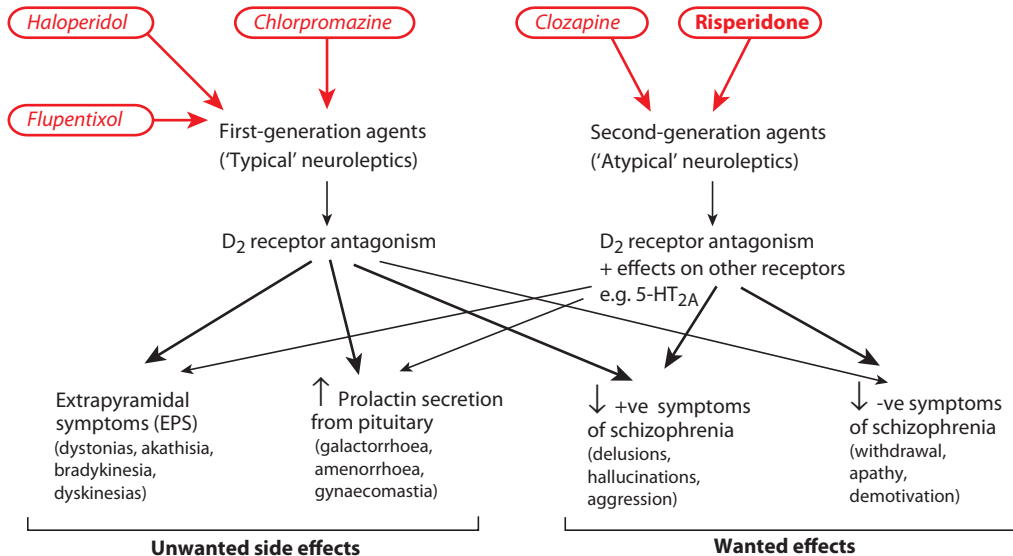 Haloperidol
Chlorpromazine
Clozapine
Risperidone
Flupentixol
First-generation agents
('Typical' neuroleptics)
Second-generation agents
('Atypical' neuroleptics)
D2 receptor antagonism
D2 receptor antagonism
+ effects on other receptors
e.g. 5-HT2A
Extrapyramidal
symptoms (EPS)
(dystonias, akathisia,
bradykinesia,
dyskinesias)
↑ Prolactin secretion
from pituitary
(galactorrhoea,
amenorrhoea,
gynaecomastia)
↓ +ve symptoms
of schizophrenia
(delusions,
hallucinations,
aggression)
↓ -ve symptoms
of schizophrenia
(withdrawal,
apathy,
demotivation)
Unwanted side effects
Wanted effects